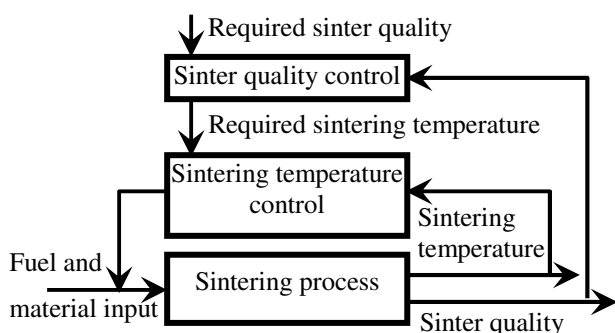 Required sinter quality
Sinter quality control
Required sintering temperature
Sintering temperature
control
Sintering
temperature
Fuel and
material input
Sintering process
Sinter quality